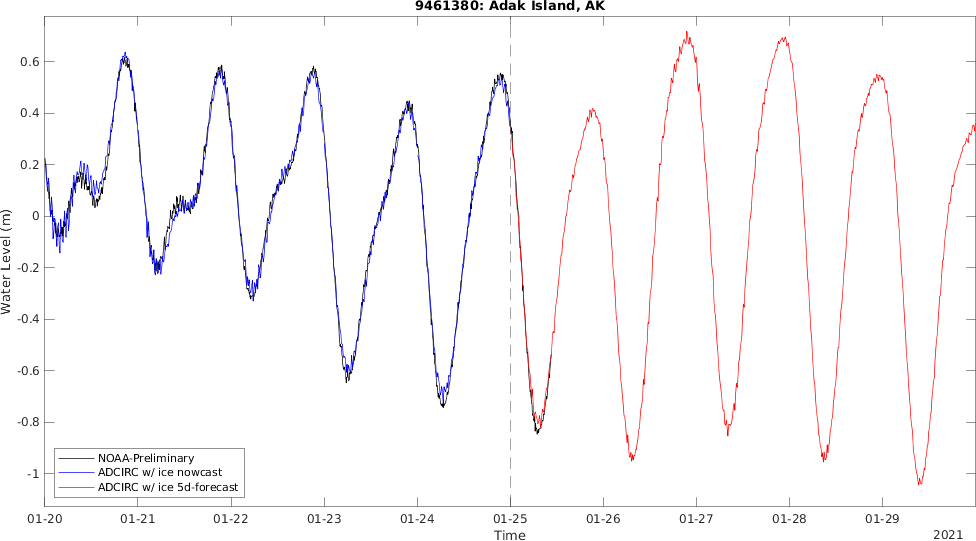 9461380: Adak Island, AK
Water Level (m)
0.6
0.4
0.2
0
-0.2
-0.4
-0.6
-0.8
-1
NOAA-Preliminary
ADCIRC w/ ice nowcast
ADCIRC w/ ice 5d-forecast
01-20 01-21 01-22 01-23 01-24 01-25 01-26 01-27 01-28 01-29
Time
2021